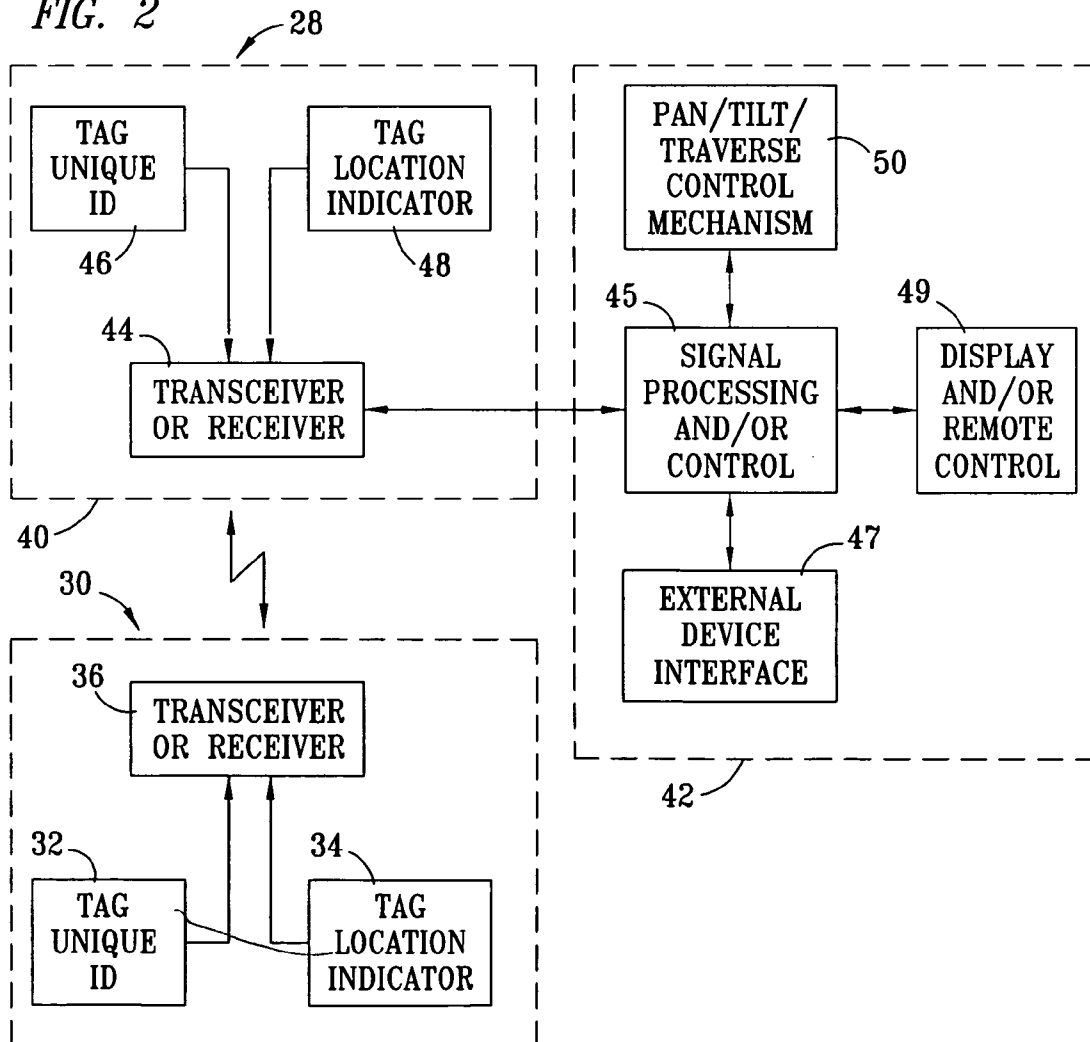 FIG. 2
28
TAG
UNIQUE
ID
46
TAG
LOCATION
INDICATOR
48
44
TRANSCEIVER
OR RECEIVER
40
PAN/TILT/
TRAVERSE
CONTROL
MECHANISM
50
45
SIGNAL
PROCESSING
AND/OR
CONTROL
49
DISPLAY
AND/OR
REMOTE
CONTROL
47
EXTERNAL
DEVICE
INTERFACE
42
30
36
TRANSCEIVER
OR RECEIVER
32
TAG
UNIQUE
ID
34
TAG
LOCATION
INDICATOR